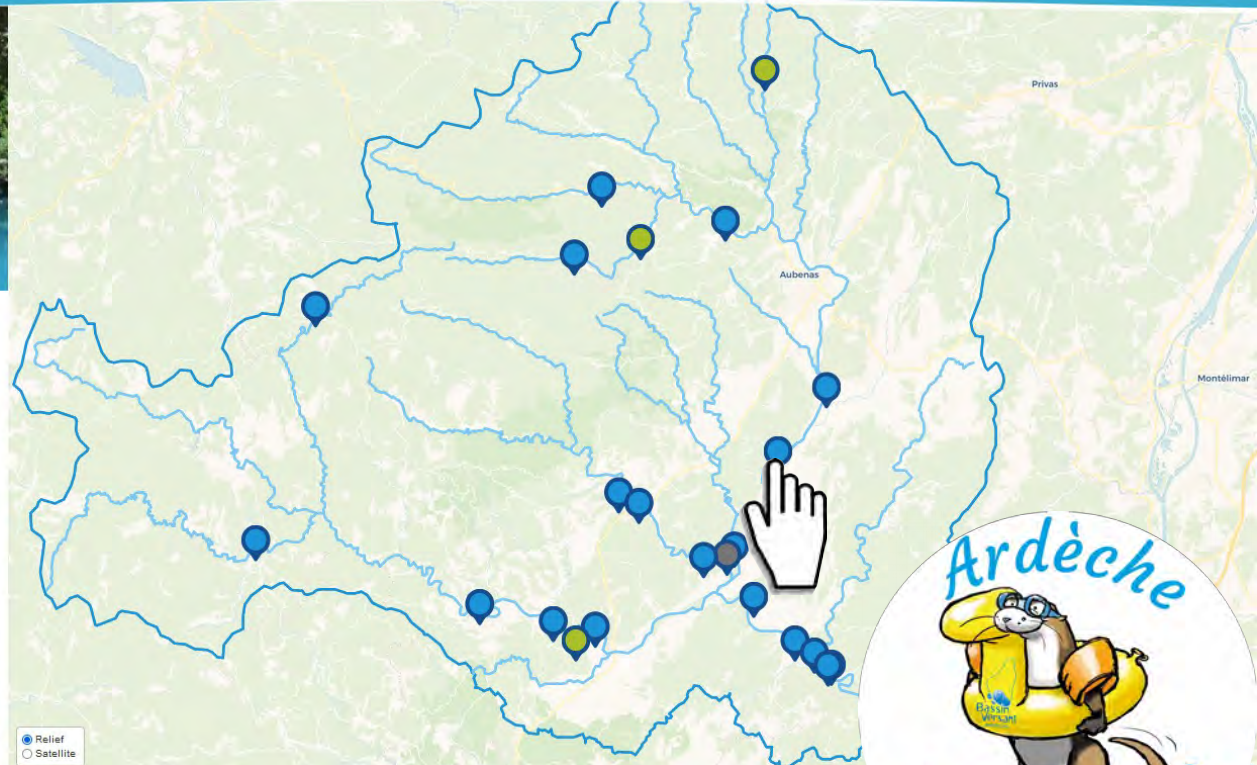 Privas
Aubenas
Montélimar
Ardèche
Bassin
Versant
Relief
Satellite